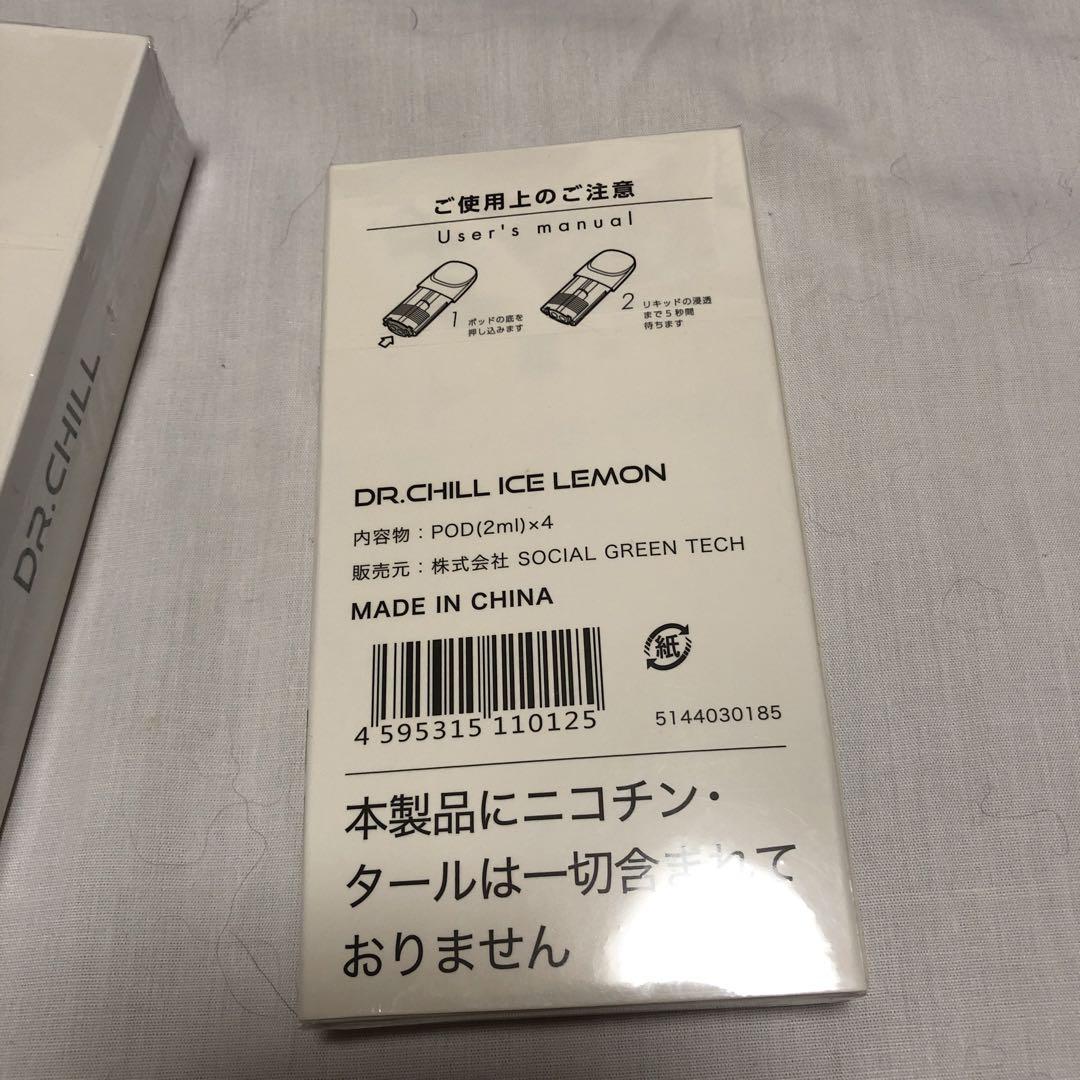 ご使用上のご注意
User's manual
1 ポッドの底を
押し込みます
2 リキッドの浸透
まで5秒間
待ちます
DR.CHILL ICE LEMON
内容物：POD(2ml)×4
販売元：株式会社 SOCIAL GREEN TECH
MADE IN CHINA
紙
4 595315 110125
5144030185
本製品にニコチン・
タールは一切含まれて
おりません
DR.CHILL